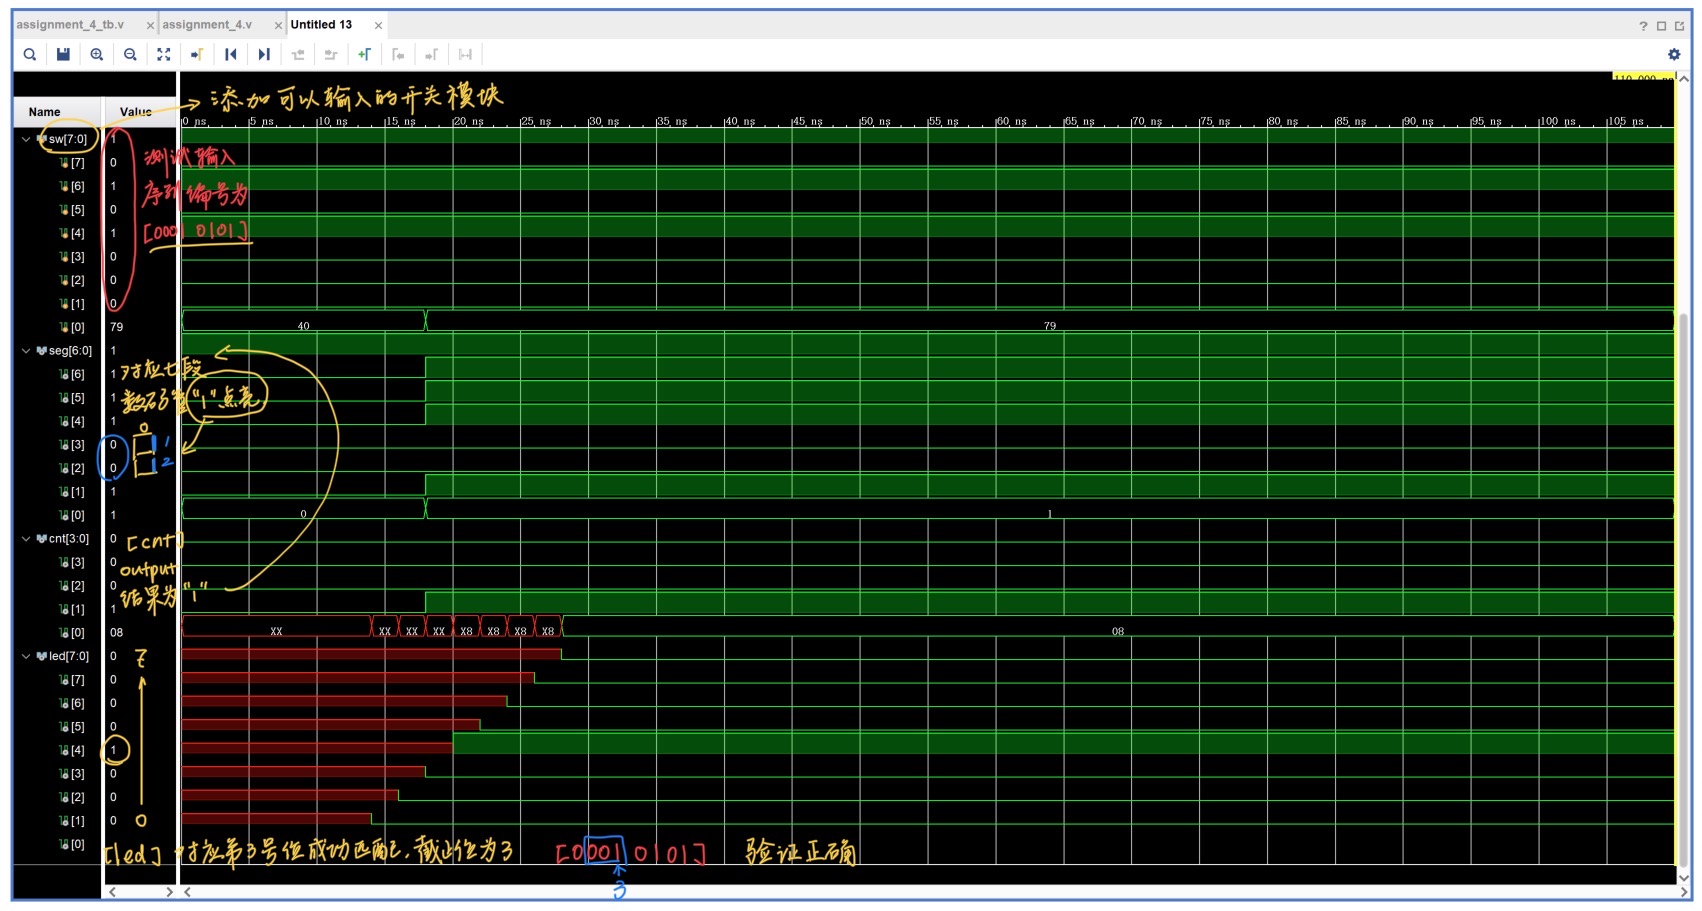 assignment_4_tb.v × assignment_4.v × Untitled 13 ×
110.000 ns
添加可以输入的开关模块
Name Value
0 ns 5 ns 10 ns 15 ns 20 ns 25 ns 30 ns 35 ns 40 ns 45 ns 50 ns 55 ns 60 ns 65 ns 70 ns 75 ns 80 ns 85 ns 90 ns 95 ns 100 ns 105 ns
sw[7:0] 1
[7] 0 测试输入
[6] 1
序列编号为
[5] 0
[4] 1 [0001 0101]
[3] 0
[2] 0
[1] 0
[0] 79 40 79
seg[6:0] 1
[6] 1 对应七段
[5] 1 数码管"1"点亮
[4] 1
0
[3] 0 1
[2] 0 2
[1] 1
[0] 1 0 1
cnt[3:0] 0 [cnt]
[3] 0 output
[2] 0 结果为"1"
[1] 1
[0] 08 XX XX XX XX X8 X8 X8 X8 08
led[7:0] 0 7
[7] 0
[6] 0
[5] 0
[4] 1
[3] 0
[2] 0
[1] 0 0
[0]
[led] 对应第3号位成功匹配,截止位为3 [0001 0101] 验证正确
3